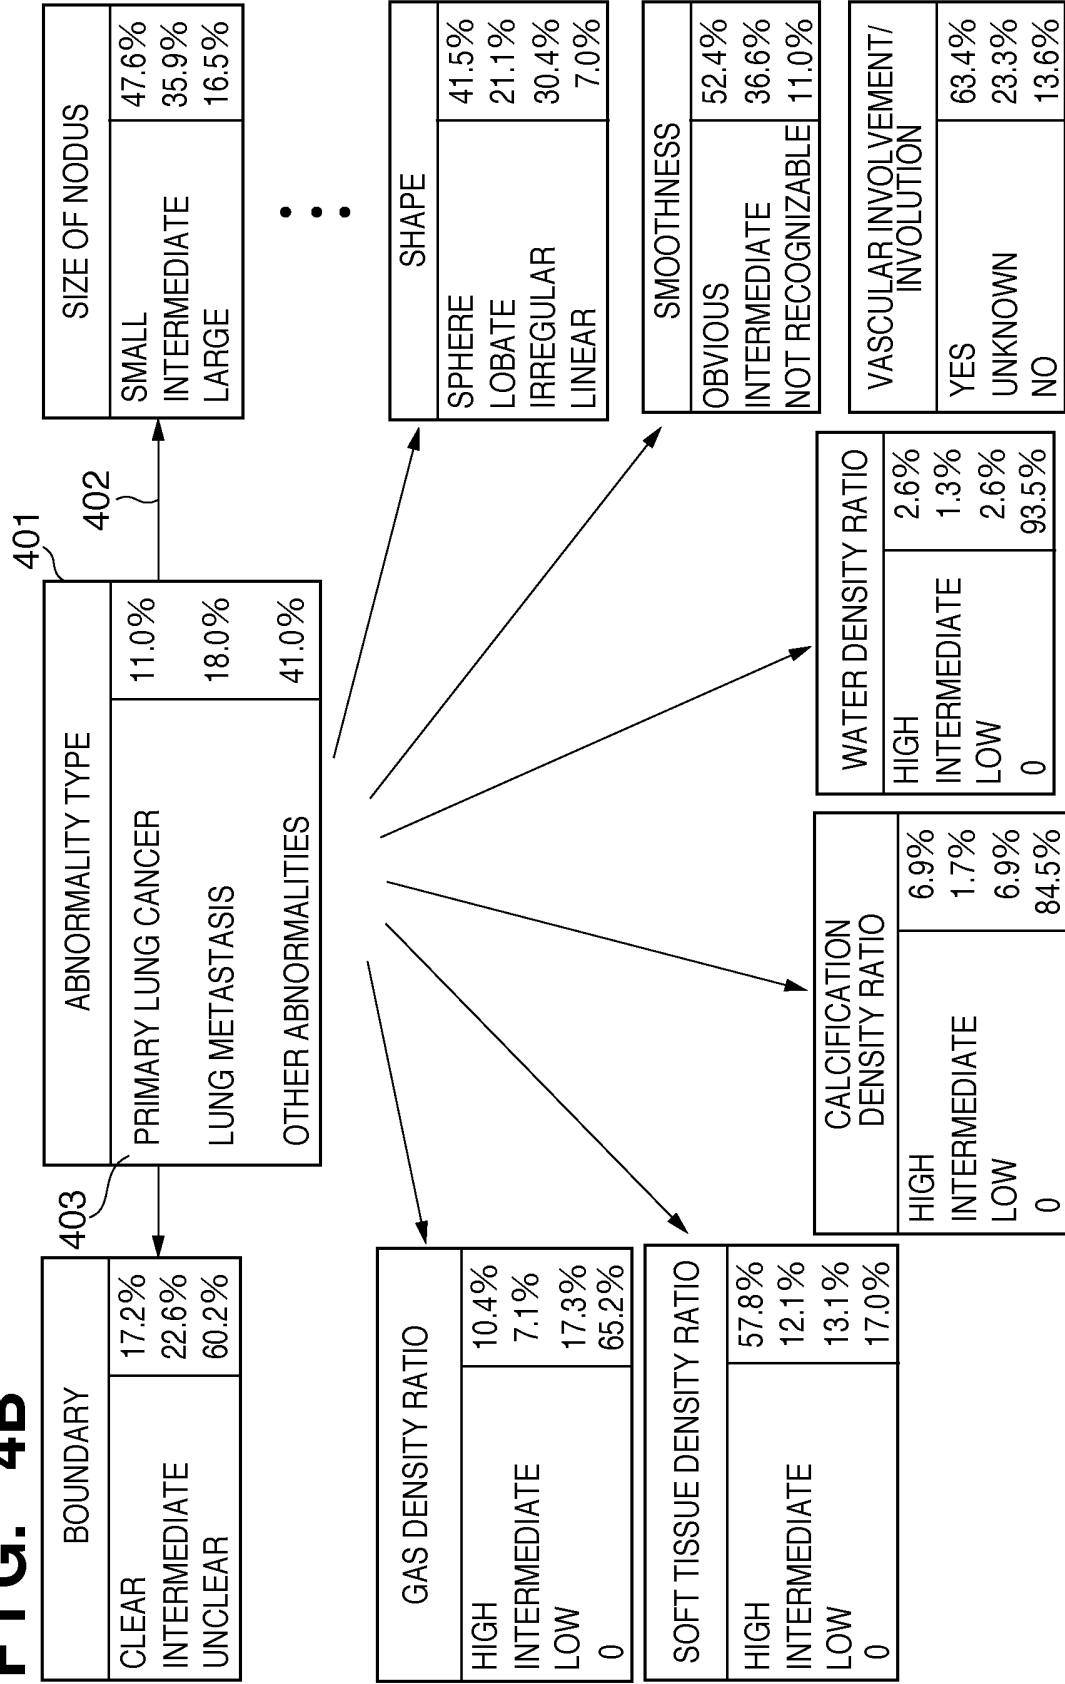 FIG. 4B
BOUNDARY
CLEAR 17.2%
INTERMEDIATE 22.6%
UNCLEAR 60.2%
403
401
ABNORMALITY TYPE
PRIMARY LUNG CANCER 11.0%
LUNG METASTASIS 18.0%
OTHER ABNORMALITIES 41.0%
402
SIZE OF NODUS
SMALL 47.6%
INTERMEDIATE 35.9%
LARGE 16.5%
SHAPE
SPHERE 41.5%
LOBATE 21.1%
IRREGULAR 30.4%
LINEAR 7.0%
GAS DENSITY RATIO
HIGH 10.4%
INTERMEDIATE 7.1%
LOW 17.3%
0 65.2%
SMOOTHNESS
OBVIOUS 52.4%
INTERMEDIATE 36.6%
NOT RECOGNIZABLE 11.0%
SOFT TISSUE DENSITY RATIO
HIGH 57.8%
INTERMEDIATE 12.1%
LOW 13.1%
0 17.0%
CALCIFICATION
DENSITY RATIO
HIGH 6.9%
INTERMEDIATE 1.7%
LOW 6.9%
0 84.5%
WATER DENSITY RATIO
HIGH 2.6%
INTERMEDIATE 1.3%
LOW 2.6%
0 93.5%
VASCULAR INVOLVEMENT/
INVOLUTION
YES 63.4%
UNKNOWN 23.3%
NO 13.6%